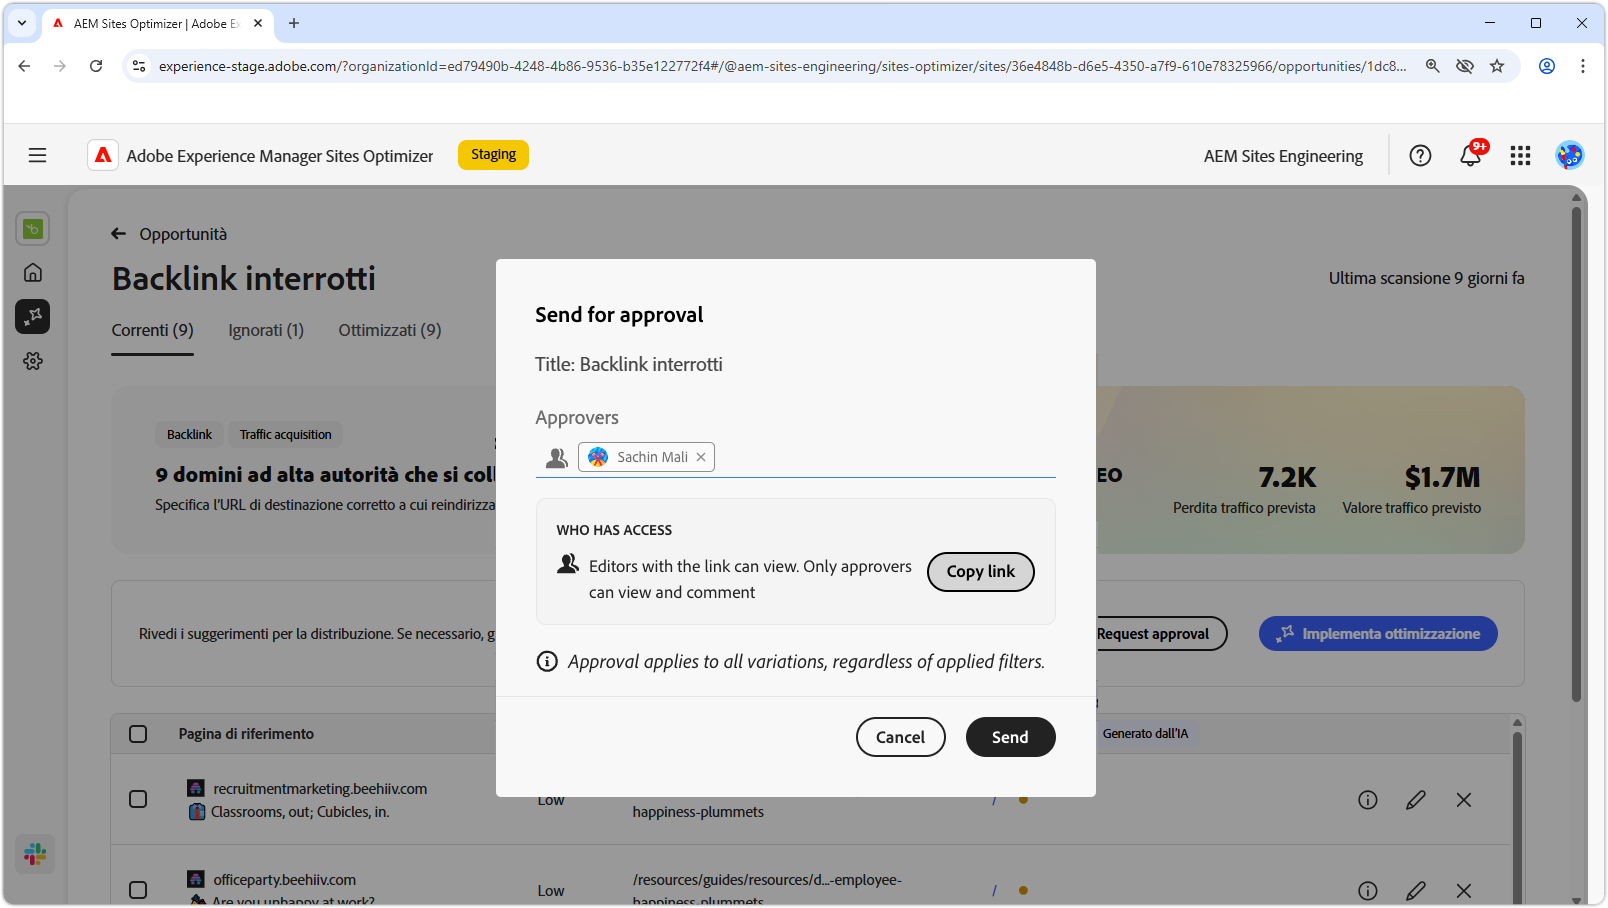 AEM Sites Optimizer | Adobe Ex
experience-stage.adobe.com/?organizationId=ed79490b-4248-4b86-9536-b35e122772f4#/@aem-sites-engineering/sites-optimizer/sites/36e4848b-d6e5-4350-a7f9-610e78325966/opportunities/1dc8...
Adobe Experience Manager Sites Optimizer
Staging
AEM Sites Engineering
9+
Opportunità
Backlink interrotti
Ultima scansione 9 giorni fa
Correnti (9)
Ignorati (1)
Ottimizzati (9)
Backlink
Traffic acquisition
9 domini ad alta autorità che si coll
Specifica l'URL di destinazione corretto a cui reindirizza
EO
7.2K
Perdita traffico prevista
$1.7M
Valore traffico previsto
Rivedi i suggerimenti per la distribuzione. Se necessario, g
Request approval
Implementa ottimizzazione
Send for approval
Title: Backlink interrotti
Approvers
Sachin Mali
WHO HAS ACCESS
Editors with the link can view. Only approvers
can view and comment
Copy link
Approval applies to all variations, regardless of applied filters.
Cancel
Send
Pagina di riferimento
Generato dall'IA
recruitmentmarketing.beehiiv.com
Classrooms, out; Cubicles, in.
Low
happiness-plummets
/
officeparty.beehiiv.com
Are you unhappy at work?
Low
/resources/guides/resources/d...-employee-
happiness-plummets
/